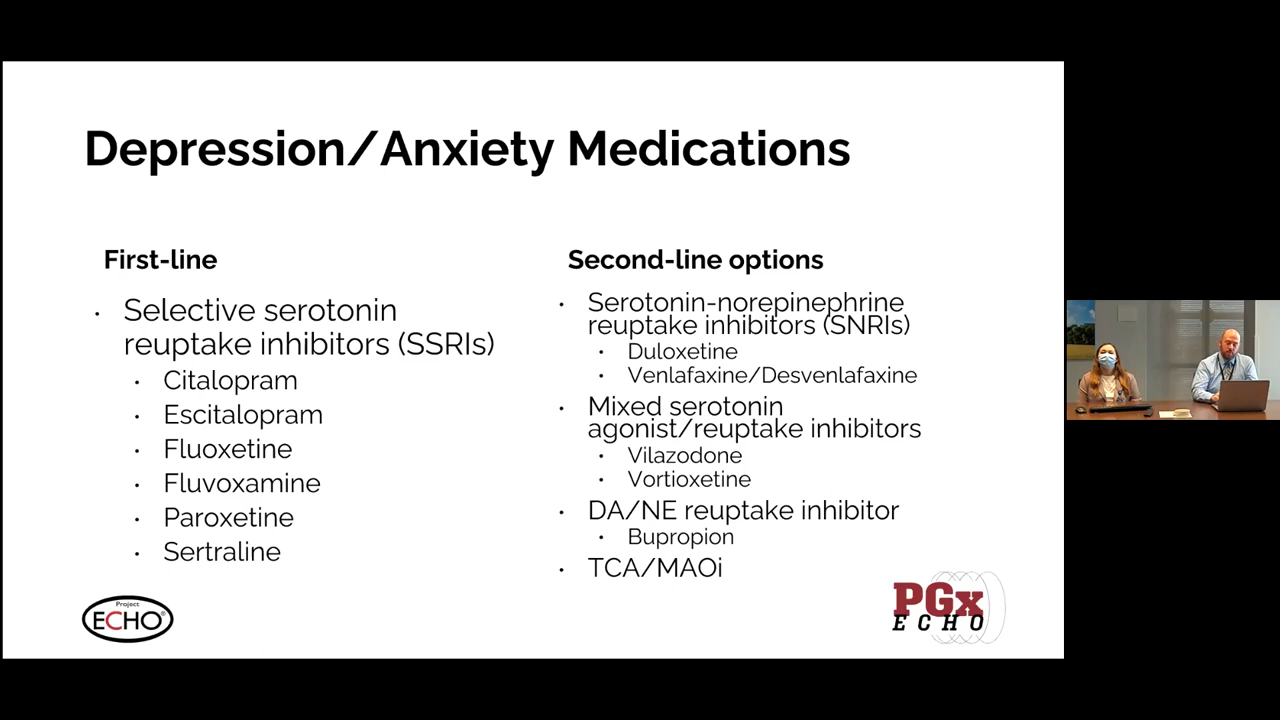 Depression/Anxiety Medications
First-line
• Selective serotonin
reuptake inhibitors (SSRIs)
• Citalopram
• Escitalopram
• Fluoxetine
• Fluvoxamine
• Paroxetine
• Sertraline
Second-line options
• Serotonin-norepinephrine
reuptake inhibitors (SNRIs)
• Duloxetine
• Venlafaxine/Desvenlafaxine
• Mixed serotonin
agonist/reuptake inhibitors
• Vilazodone
• Vortioxetine
• DA/NE reuptake inhibitor
• Bupropion
• TCA/MAOi
Project
ECHO®
PGx
ECHO